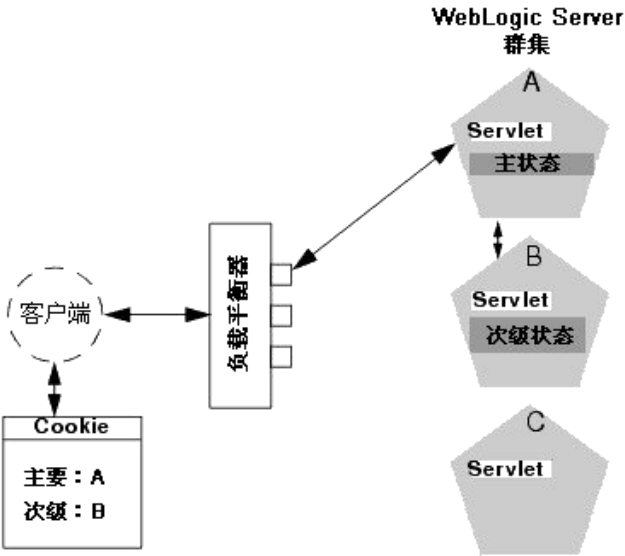 WebLogic Server
群集
A
Servlet
主状态
B
Servlet
次级状态
C
Servlet
负载平衡器
客户端
Cookie
主要：A
次级：B